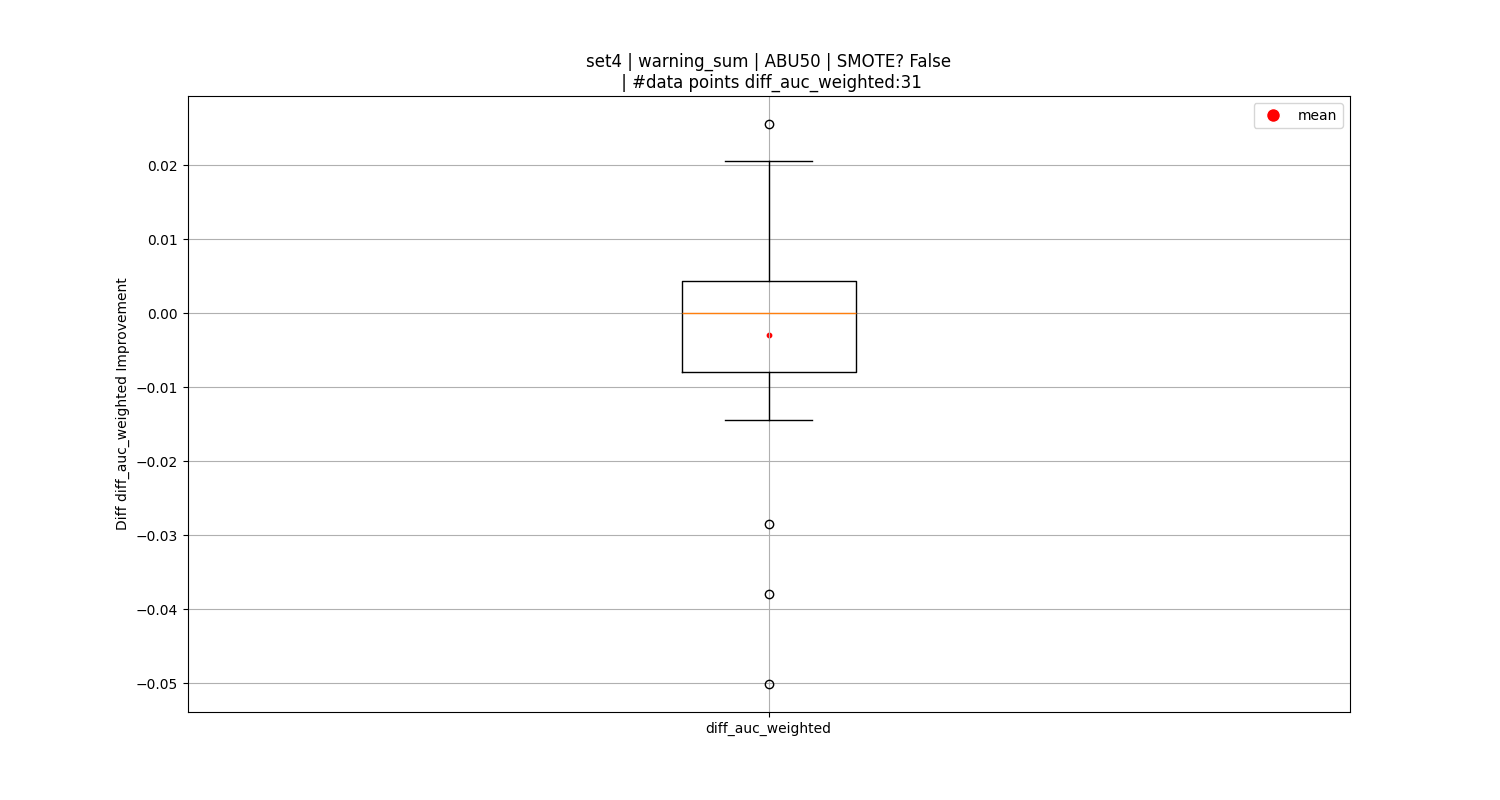 set4 | warning_sum | ABU50 | SMOTE? False
| #data points diff_auc_weighted:31
mean
0.02
0.01
0.00
−0.01
−0.02
−0.03
−0.04
−0.05
Diff diff_auc_weighted Improvement
diff_auc_weighted